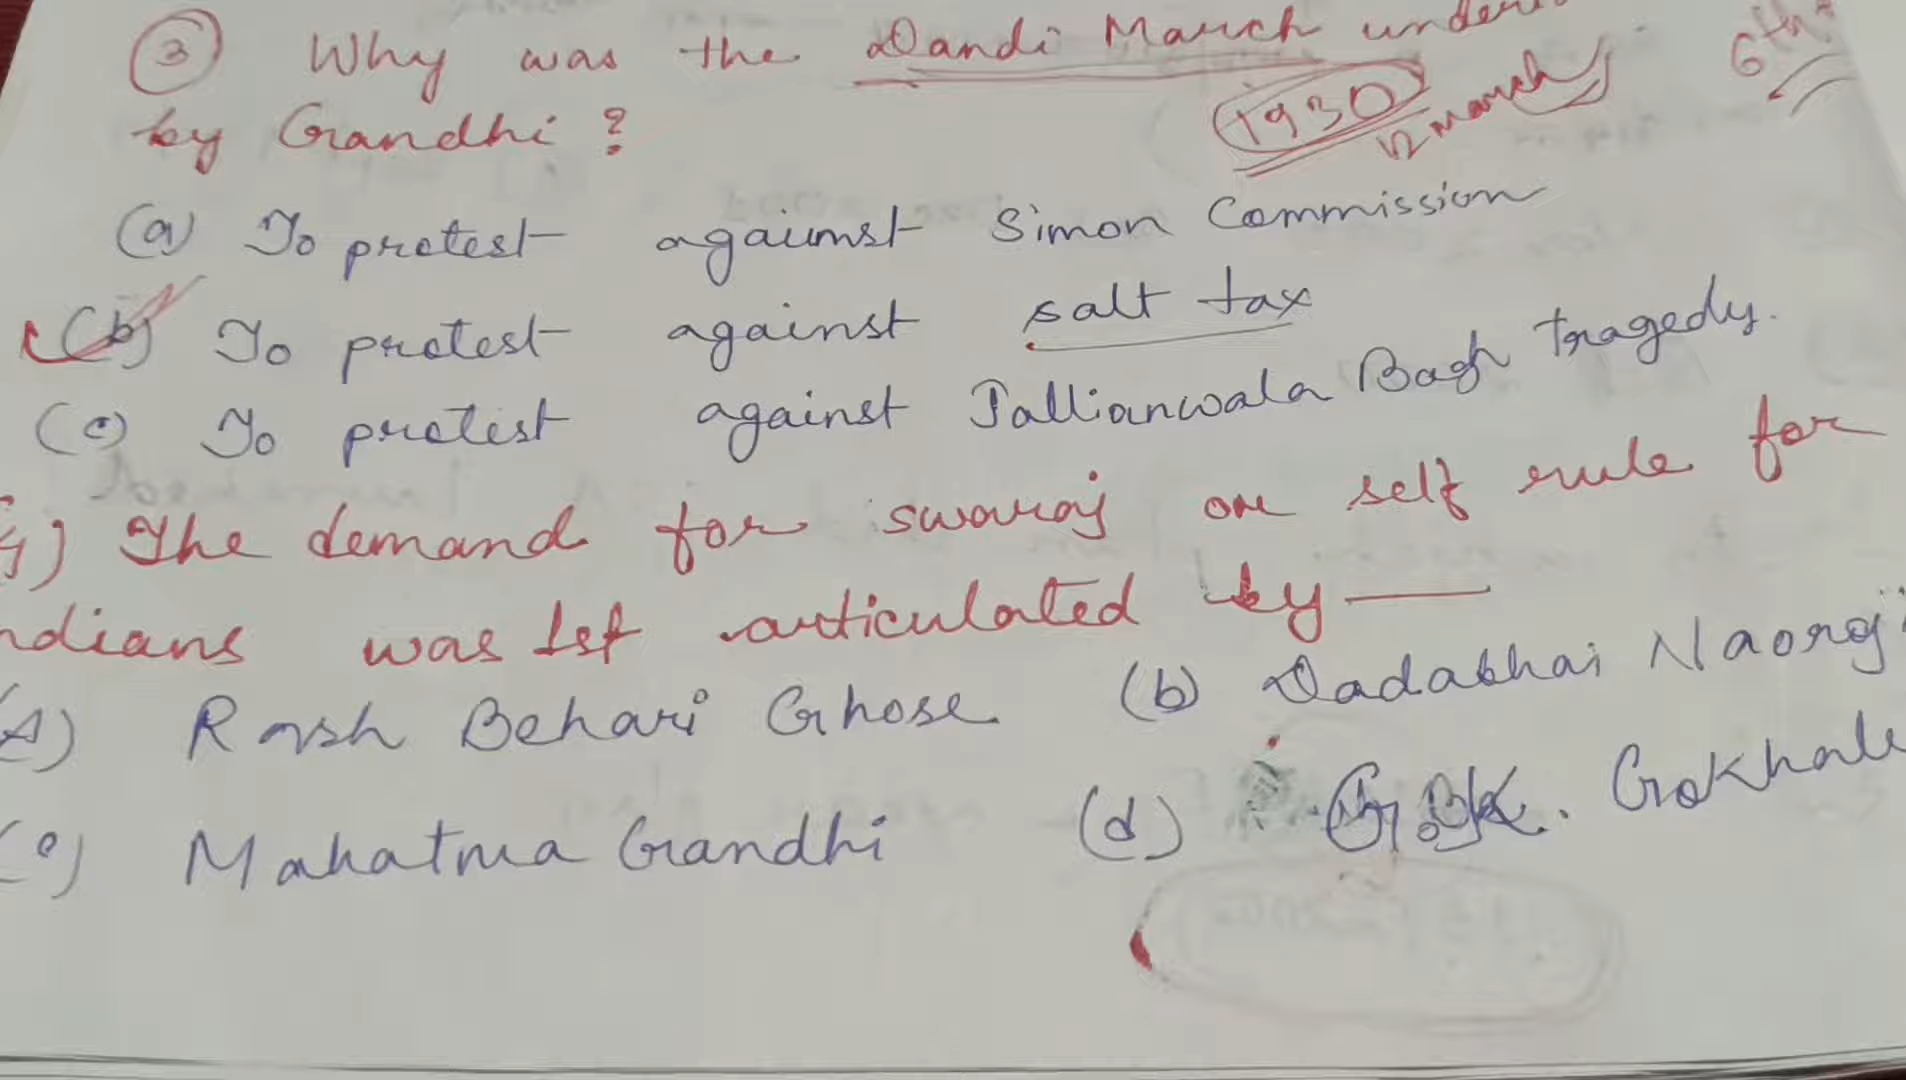 ③ Why was the Dandi March under
by Gandhi ? 1930 12 March 6th
(a) To protest against Simon Commission
(b) To protest against salt tax
(c) To protest against Jallianwala Bagh tragedy.
4) The demand for swaraj or self rule for
ndians was 1st articulated by —
(A) Rash Behari Ghose (b) Dadabhai Naoroji
(c) Mahatma Gandhi (d) G.K. Gokhale